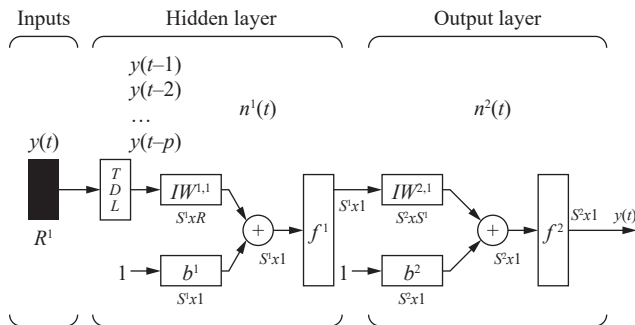 Inputs Hidden layer Output layer
y(t–1)
y(t–2)
...
y(t–p)
n¹(t) n²(t)
y(t)
T
D
L
IW¹,¹ S¹x1 IW²,¹ S²x1 y(t)
R¹ S¹xR S²xS¹
+ f¹ + f²
S¹x1 S²x1
1 b¹ 1 b²
S¹x1 S²x1